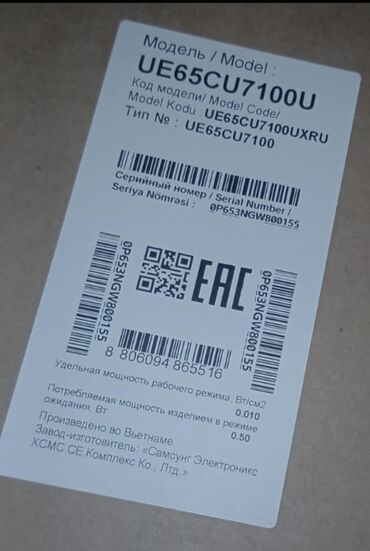 Модель / Model :
UE65CU7100U
Код модели/ Model Code/
Model Kodu : UE65CU7100UXRU
Тип № : UE65CU7100
Серийный номер / Serial Number /
Seriya Nömrəsi : 0P653NGW800155
0P653NGW800155
EAC
0P653NGW800155
8 806094 865516
Удельная мощность рабочего режима, Вт/см2
0.010
Потребляемая мощность изделием в режиме
ожидания, Вт
0.50
Произведено во Вьетнаме.
Завод-изготовитель: «Самсунг Электроникс
ХСМС СЕ Комплекс Ко., Лтд.»